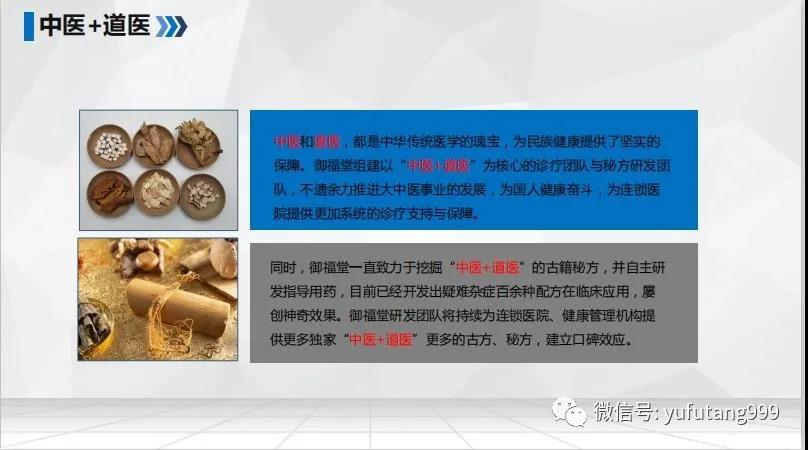 中医+道医
中医和道医，都是中华传统医学的瑰宝，为民族健康提供了坚实的
保障。御福堂组建以“中医+道医”为核心的诊疗团队与秘方研发团
队，不遗余力推进大中医事业的发展，为国人健康奋斗，为连锁医
院提供更加系统的诊疗支持与保障。
同时，御福堂一直致力于挖掘“中医+道医”的古籍秘方，并自主研
发指导用药，目前已经开发出疑难杂症百余种配方在临床应用，屡
创神奇效果。御福堂研发团队将持续为连锁医院、健康管理机构提
供更多独家“中医+道医”更多的古方、秘方，建立口碑效应。
微信号: yufutang999